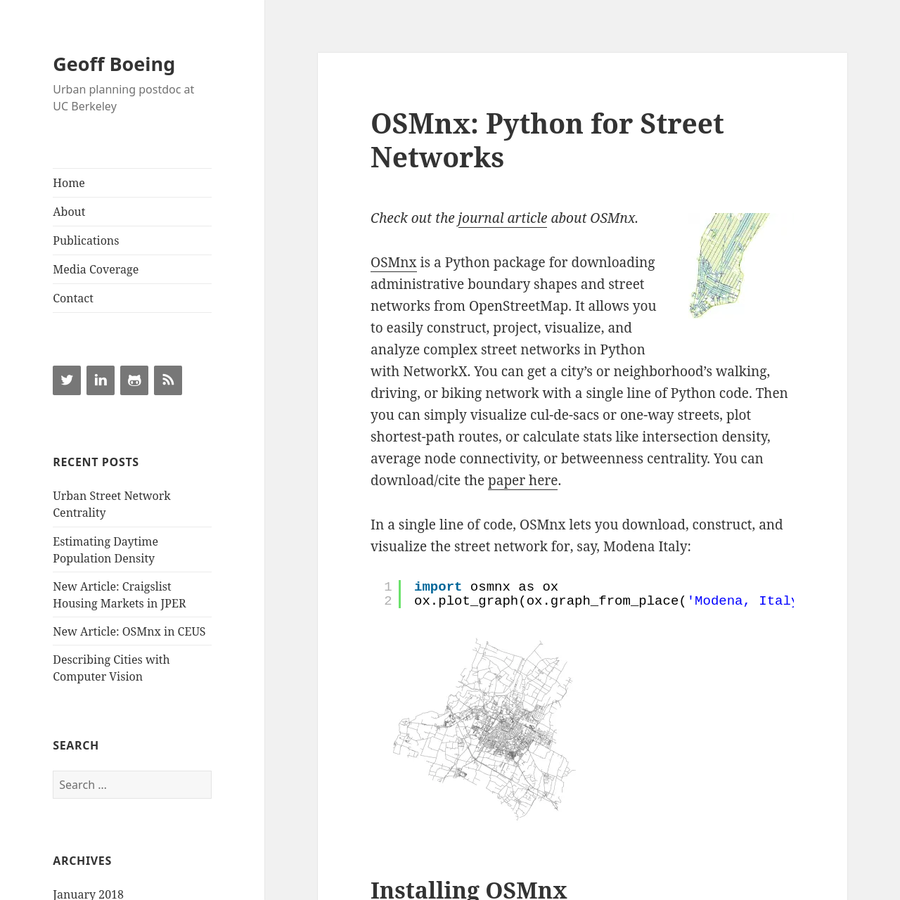 Geoff Boeing
Urban planning postdoc at
UC Berkeley
Home
About
Publications
Media Coverage
Contact
RECENT POSTS
Urban Street Network
Centrality
Estimating Daytime
Population Density
New Article: Craigslist
Housing Markets in JPER
New Article: OSMnx in CEUS
Describing Cities with
Computer Vision
SEARCH
Search ...
ARCHIVES
January 2018
OSMnx: Python for Street
Networks
Check out the journal article about OSMnx.
OSMnx is a Python package for downloading
administrative boundary shapes and street
networks from OpenStreetMap. It allows you
to easily construct, project, visualize, and
analyze complex street networks in Python
with NetworkX. You can get a city’s or neighborhood’s walking,
driving, or biking network with a single line of Python code. Then
you can simply visualize cul-de-sacs or one-way streets, plot
shortest-path routes, or calculate stats like intersection density,
average node connectivity, or betweenness centrality. You can
download/cite the paper here.
In a single line of code, OSMnx lets you download, construct, and
visualize the street network for, say, Modena Italy:
1 import osmnx as ox
2 ox.plot_graph(ox.graph_from_place('Modena, Italy
Installing OSMnx